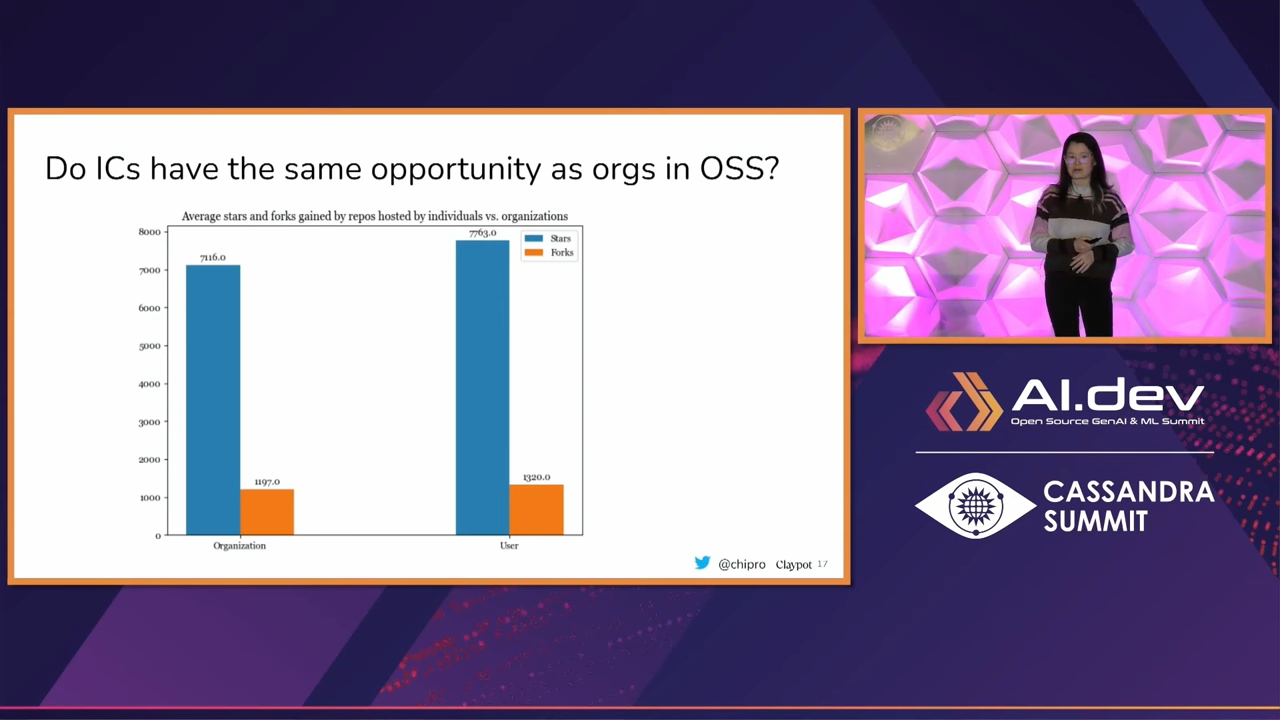 Do ICs have the same opportunity as orgs in OSS?
Average stars and forks gained by repos hosted by individuals vs. organizations
8000
7000
6000
5000
4000
3000
2000
1000
0
7116.0
1197.0
7763.0
1320.0
Stars
Forks
Organization
User
@chipro Claypot 17
AI.dev
Open Source GenAI & ML Summit
CASSANDRA
SUMMIT